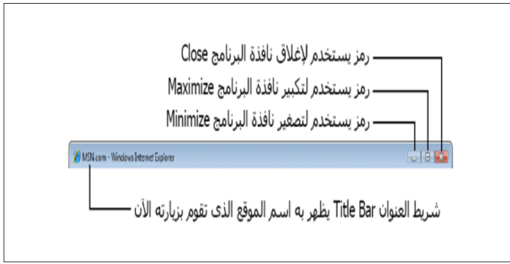 رمز يستخدم لإغلاق نافذة البرنامج Close
رمز يستخدم لتكبير نافذة البرنامج Maximize
رمز يستخدم لتصغير نافذة البرنامج Minimize
MSN.com - Windows Internet Explorer
شريط العنوان Title Bar يظهر به اسم الموقع الذى تقوم بزيارته الآن